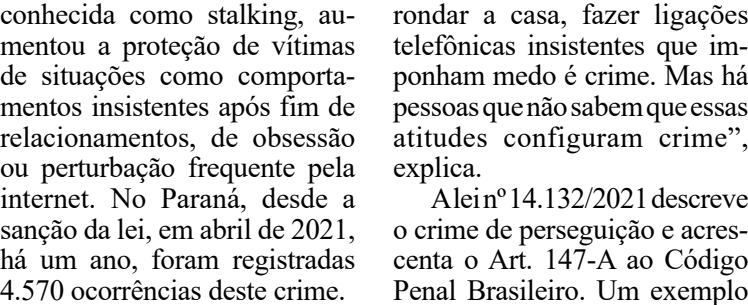 conhecida como stalking, au-
mentou a proteção de vítimas
de situações como comporta-
mentos insistentes após fim de
relacionamentos, de obsessão
ou perturbação frequente pela
internet. No Paraná, desde a
sanção da lei, em abril de 2021,
há um ano, foram registradas
4.570 ocorrências deste crime.
rondar a casa, fazer ligações
telefônicas insistentes que im-
ponham medo é crime. Mas há
pessoas que não sabem que essas
atitudes configuram crime”,
explica.
A lei nº 14.132/2021 descreve
o crime de perseguição e acres-
centa o Art. 147-A ao Código
Penal Brasileiro. Um exemplo